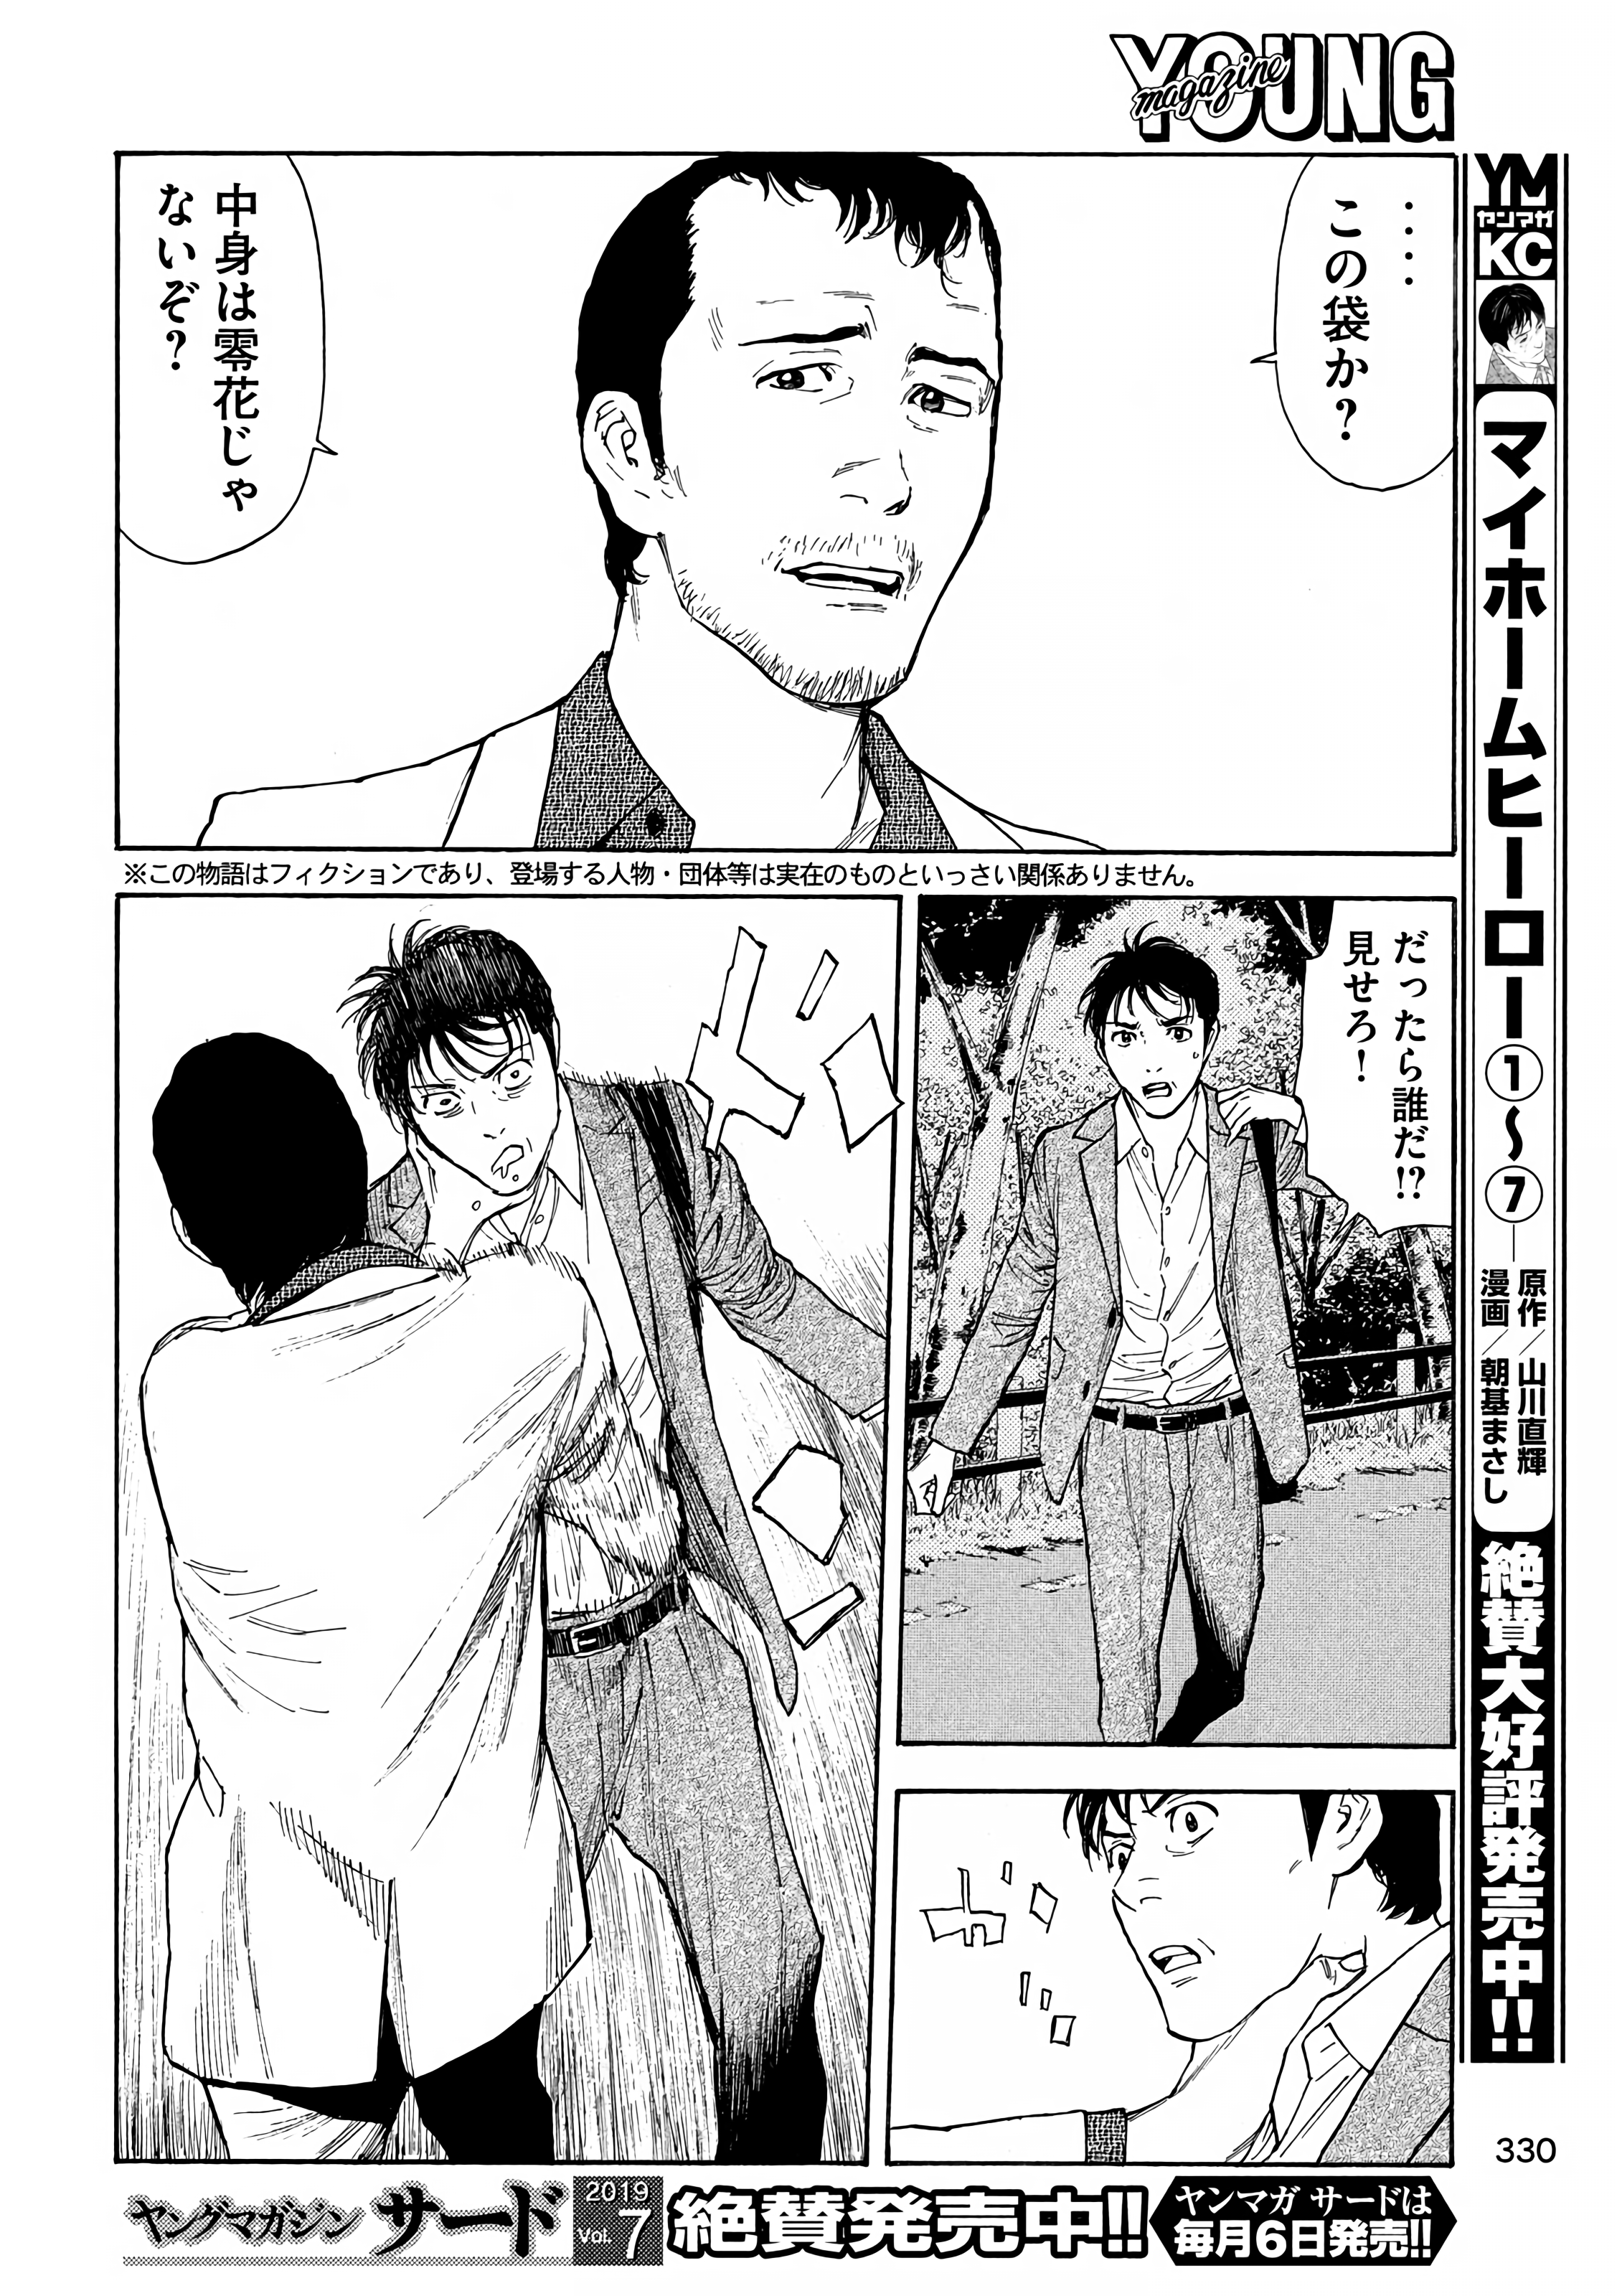 YOUNG
magazine
‥‥
この袋か?
中身は零花じゃ
ないぞ?
※この物語はフィクションであり、登場する人物・団体等は実在のものといっさい関係ありません。
だったら誰だ!?
見せろ!
ド
ド
YM
ヤンマガ
KC
マイホームヒーロー①〜⑦
原作/山川直輝
漫画/朝基まさし
絶賛大好評発売中!!
330
ヤングマガジン サード
2019
Vol. 7
絶賛発売中!!
ヤンマガ サードは
毎月6日発売!!